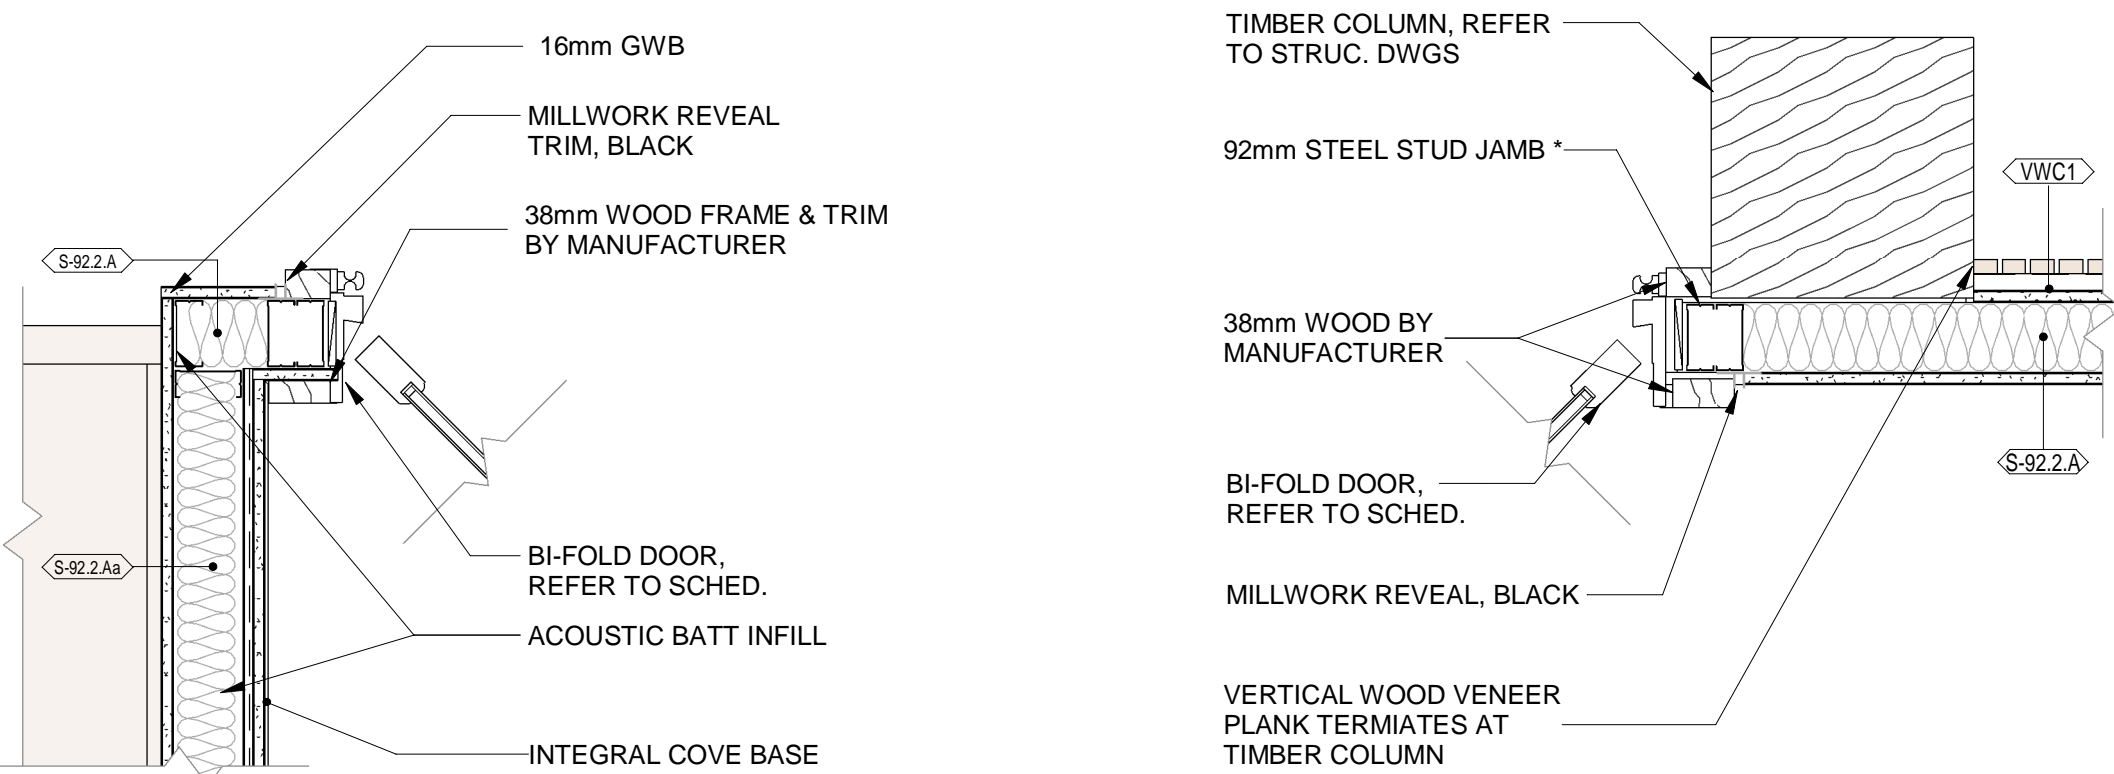 16mm GWB
MILLWORK REVEAL
TRIM, BLACK
38mm WOOD FRAME & TRIM
BY MANUFACTURER
S-92.2.A
S-92.2.Aa
BI-FOLD DOOR,
REFER TO SCHED.
ACOUSTIC BATT INFILL
INTEGRAL COVE BASE
TIMBER COLUMN, REFER
TO STRUC. DWGS
92mm STEEL STUD JAMB *
VWC1
38mm WOOD BY
MANUFACTURER
S-92.2.A
BI-FOLD DOOR,
REFER TO SCHED.
MILLWORK REVEAL, BLACK
VERTICAL WOOD VENEER
PLANK TERMIATES AT
TIMBER COLUMN